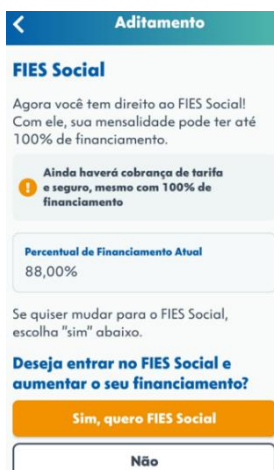 Aditamento
FIES Social
Agora você tem direito ao FIES Social!
Com ele, sua mensalidade pode ter até
100% de financiamento.
Ainda haverá cobrança de tarifa
e seguro, mesmo com 100% de
financiamento
Percentual de Financiamento Atual
88,00%
Se quiser mudar para o FIES Social,
escolha "sim" abaixo.
Deseja entrar no FIES Social e
aumentar o seu financiamento?
Sim, quero FIES Social
Não